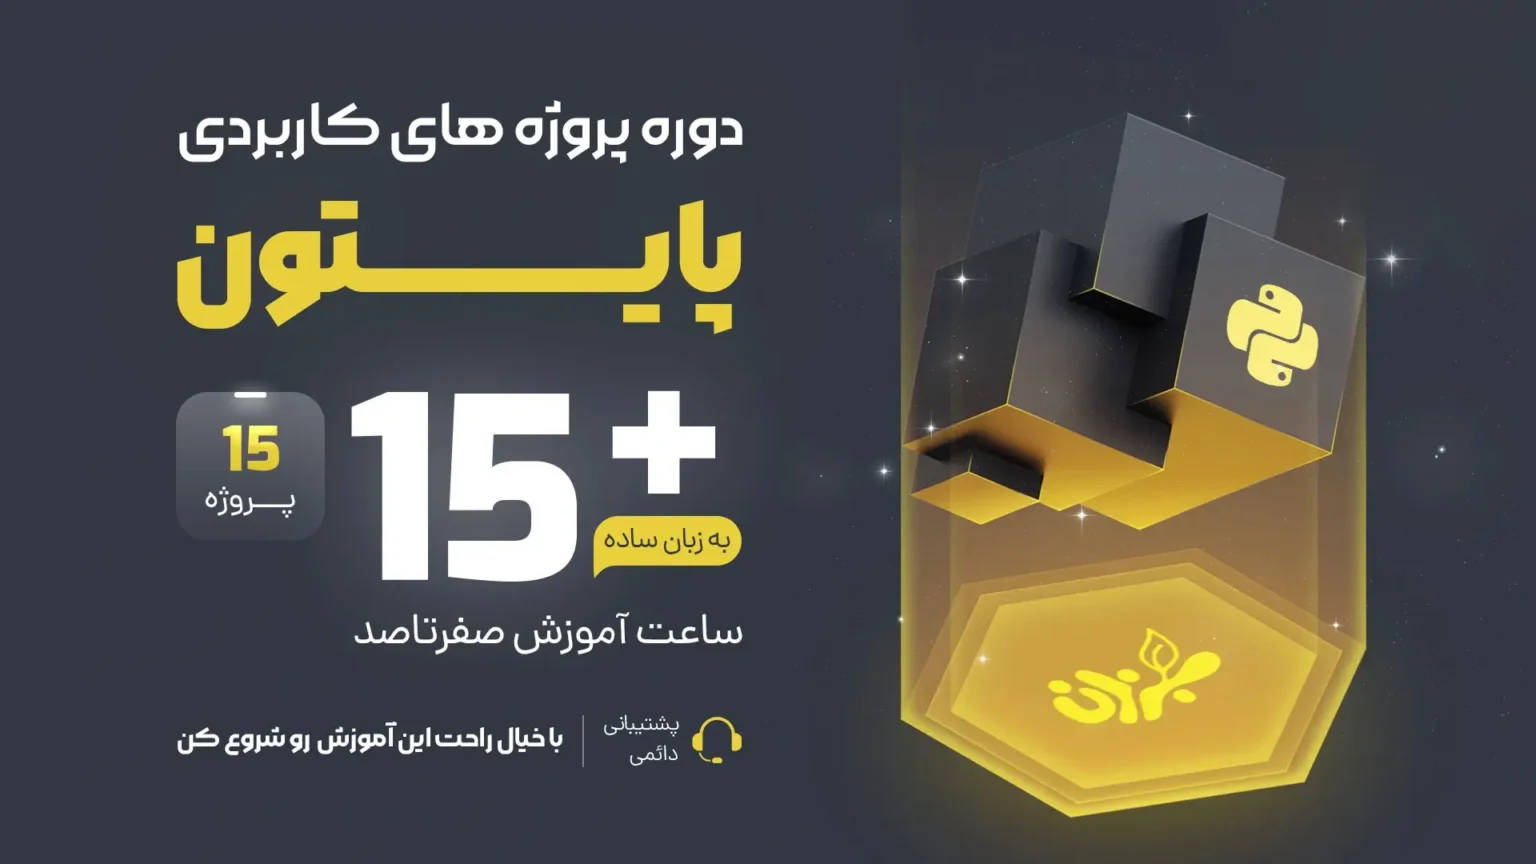 دوره پروژه های کاربردی
پایتون
15+
به زبان ساده
15
پروژه
ساعت آموزش صفرتاصد
پشتیبانی
دائمی
با خیال راحت این آموزش رو شروع کن